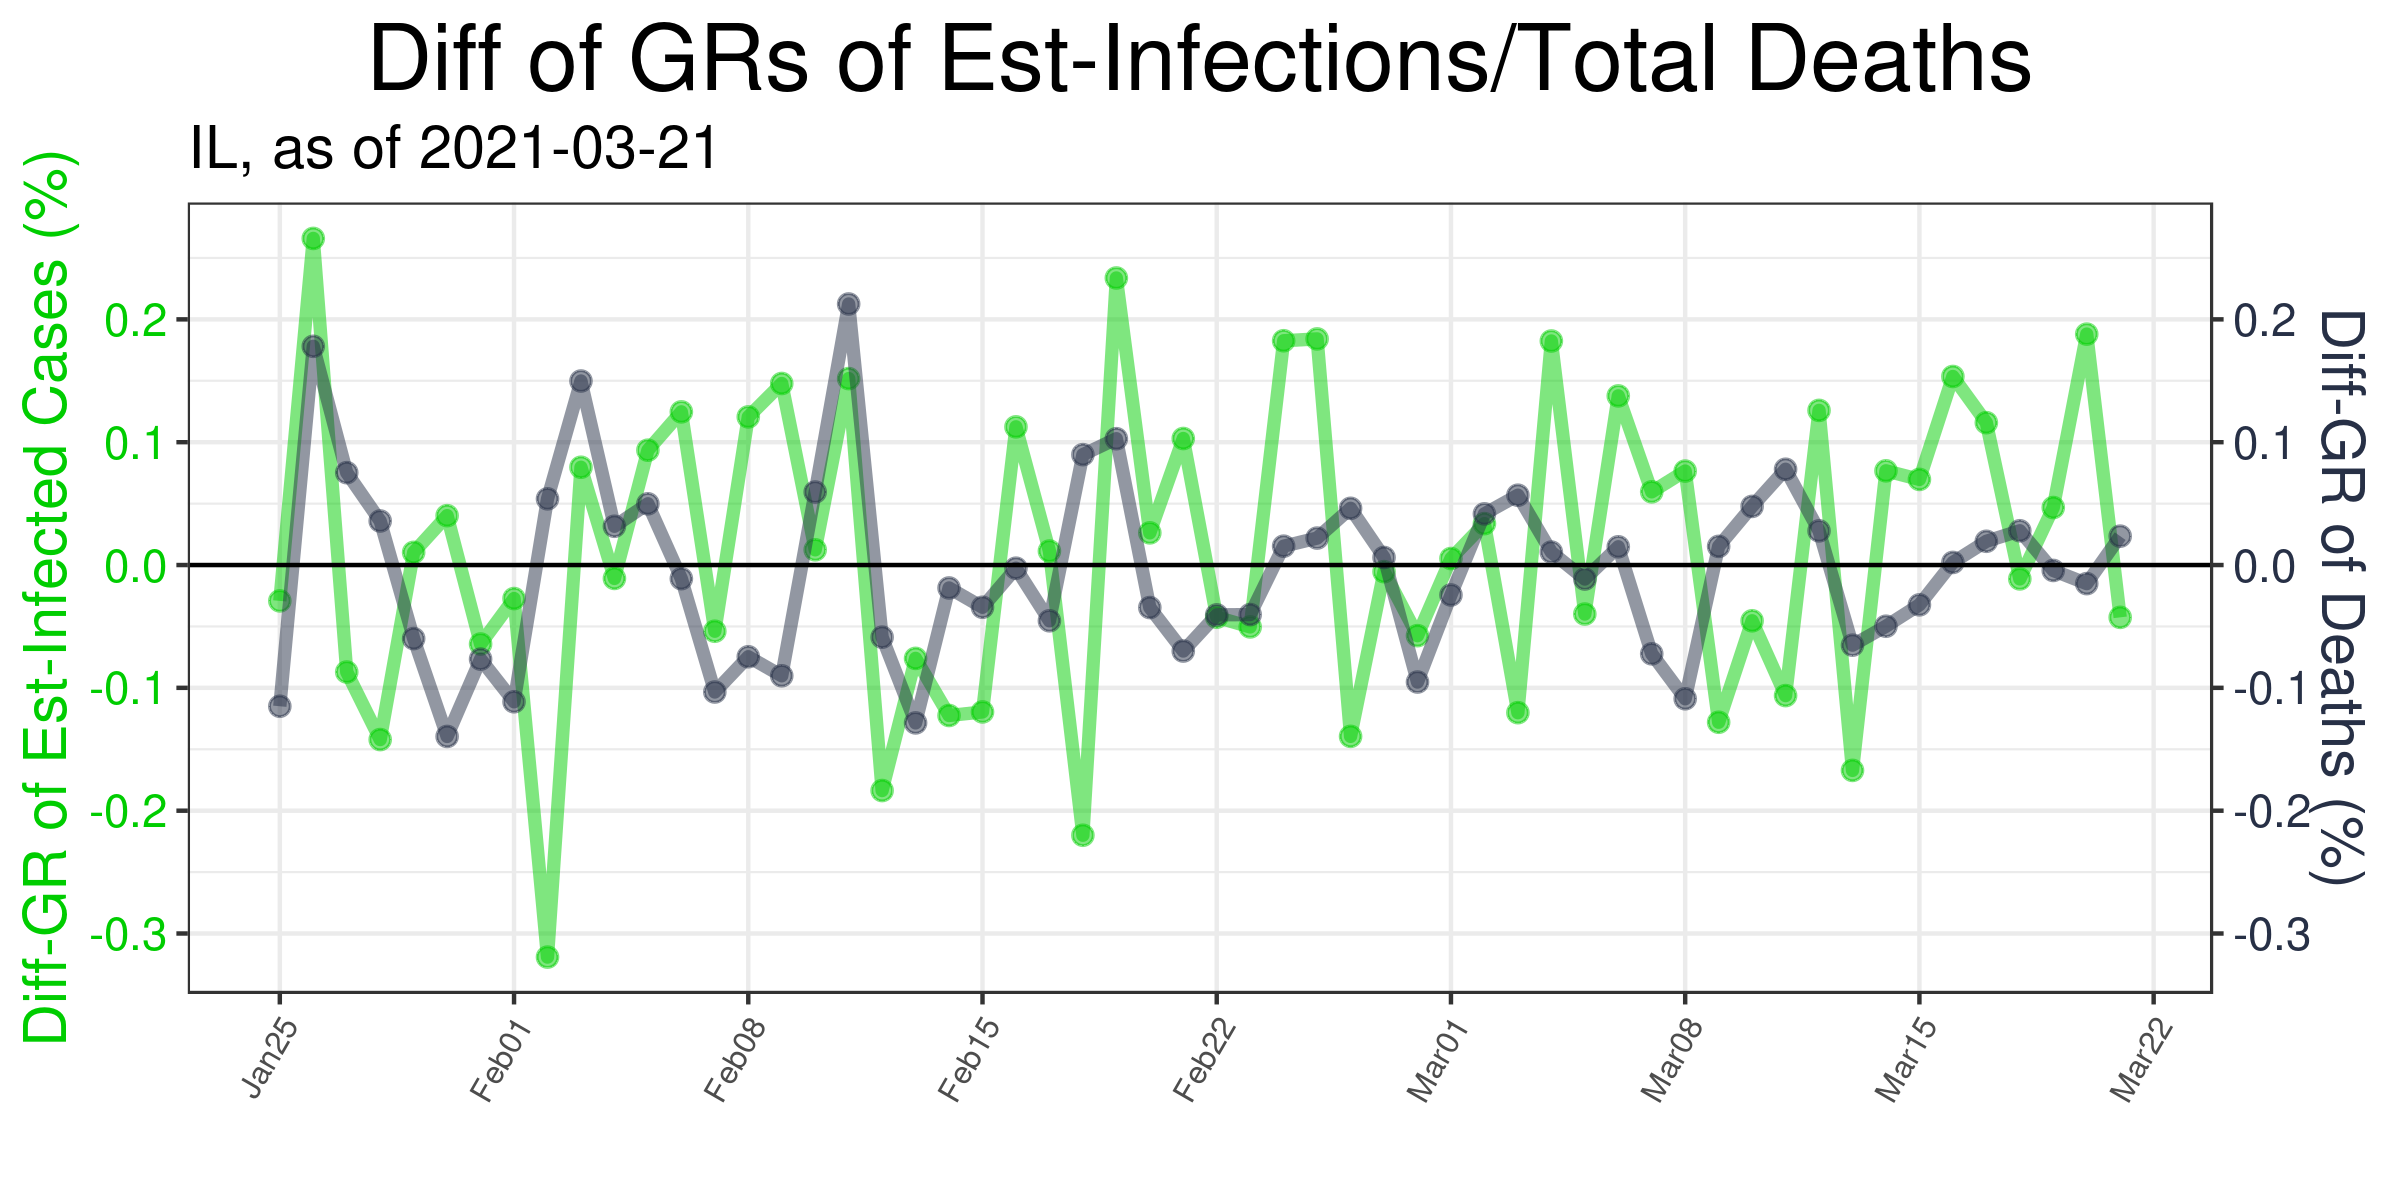 Diff of GRs of Est-Infections/Total Deaths
IL, as of 2021-03-21
Diff-GR of Est-Infected Cases (%)
0.2
0.1
0.0
-0.1
-0.2
-0.3
0.2
0.1
0.0
-0.1
-0.2
-0.3
Diff-GR of Deaths (%)
Jan25
Feb01
Feb08
Feb15
Feb22
Mar01
Mar08
Mar15
Mar22